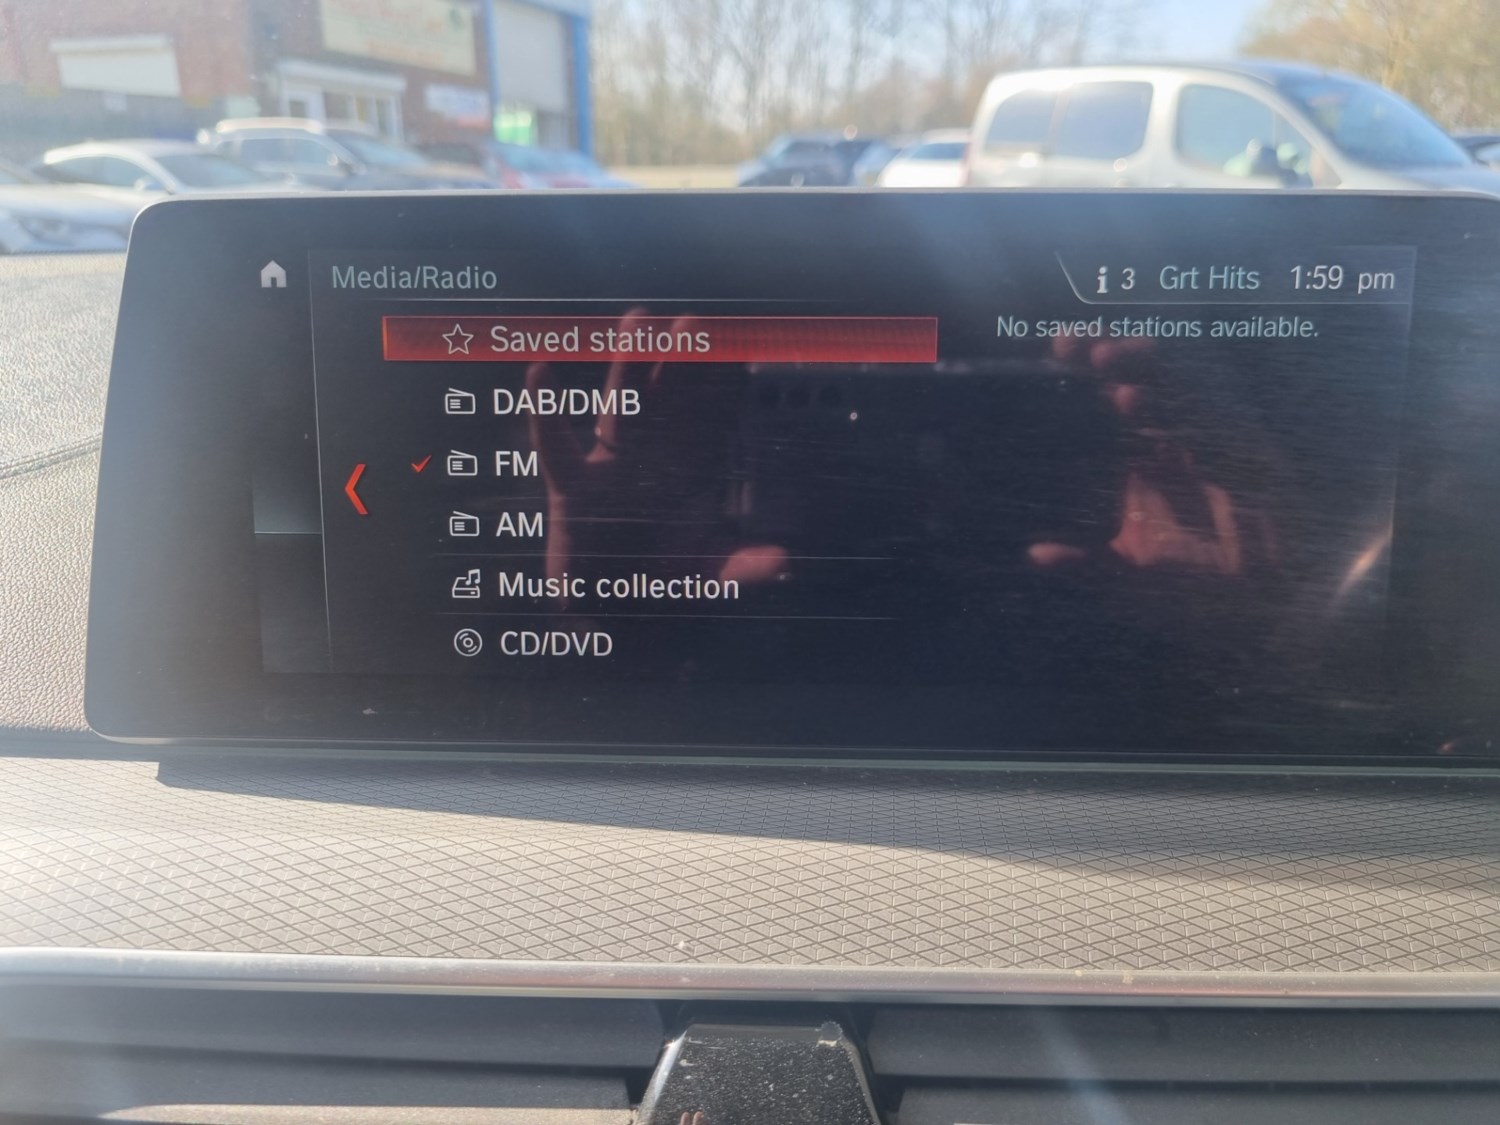 Media/Radio
3 Grt Hits 1:59 pm
Saved stations
No saved stations available.
DAB/DMB
FM
AM
Music collection
CD/DVD